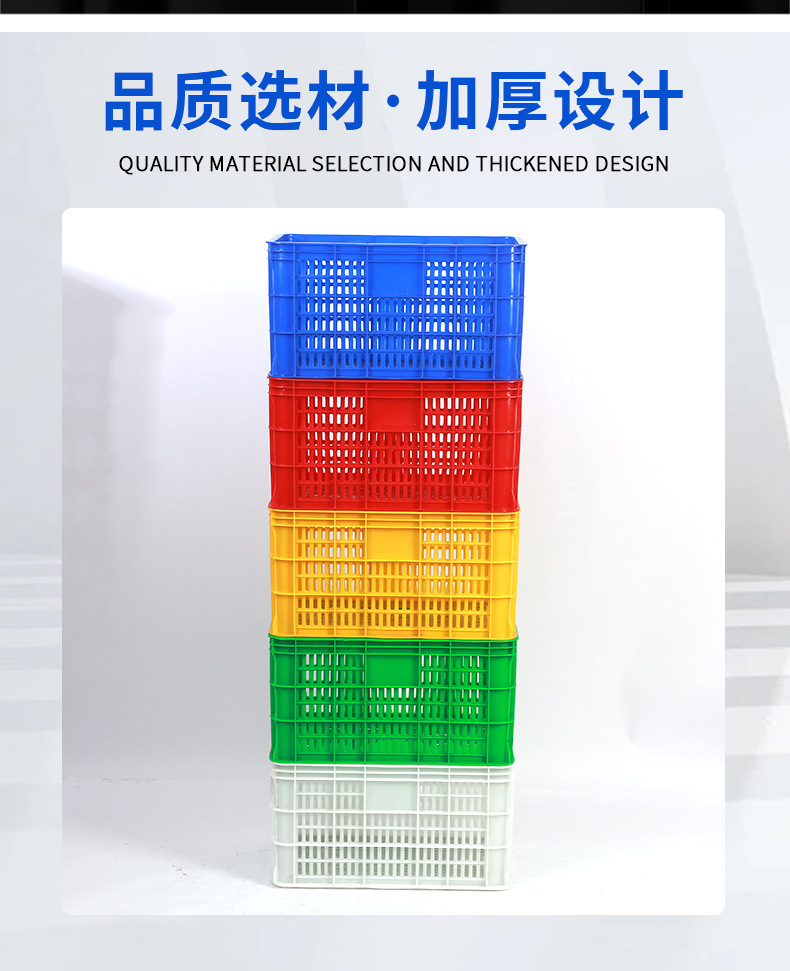 品质选材·加厚设计
QUALITY MATERIAL SELECTION AND THICKENED DESIGN